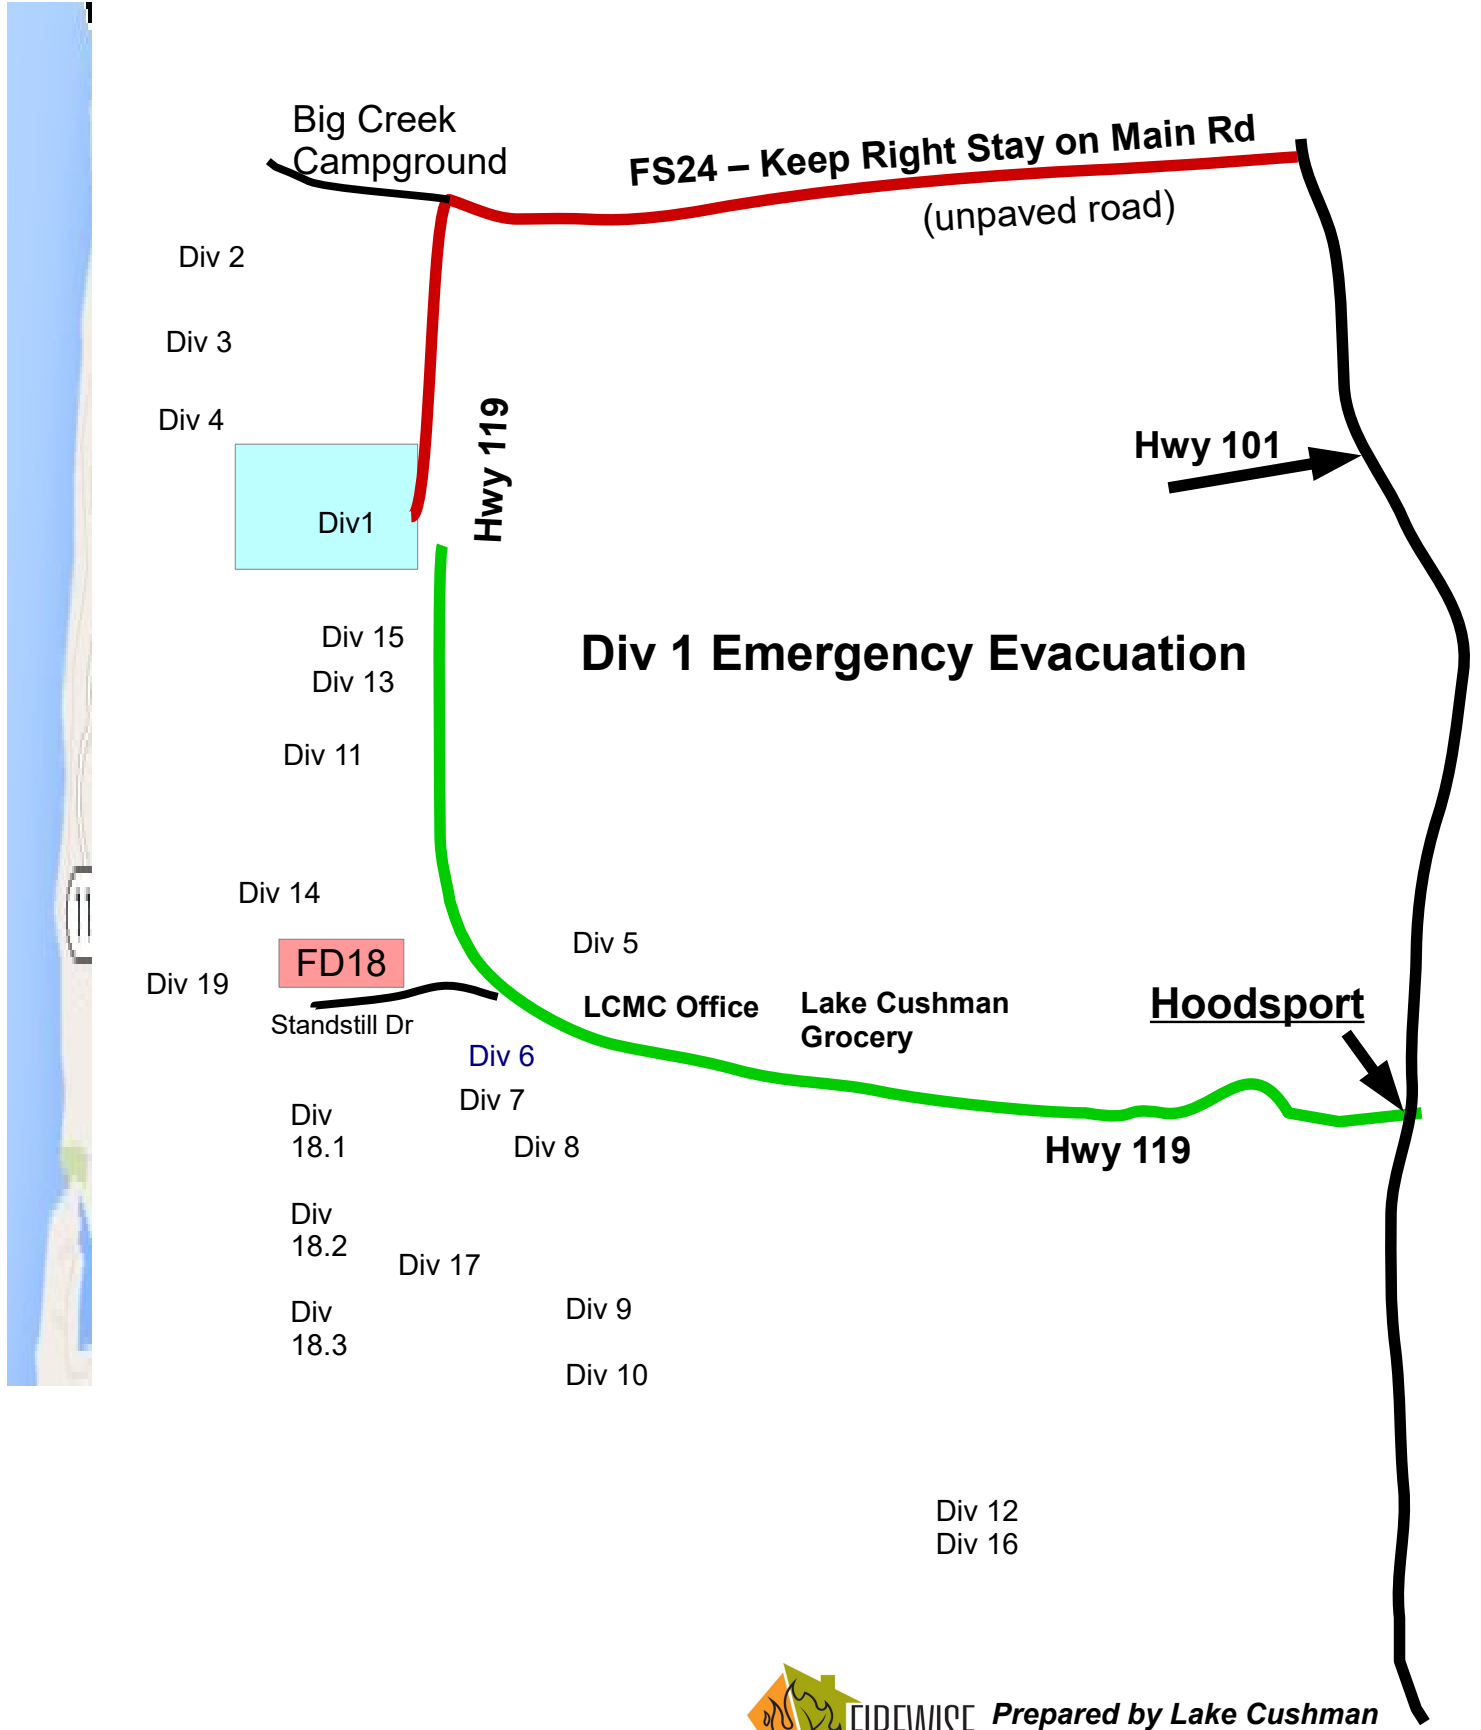 Big Creek
Campground
FS24 – Keep Right Stay on Main Rd
(unpaved road)
Div 2
Div 3
Div 4
Hwy 119
Hwy 101
Div1
Div 15
Div 1 Emergency Evacuation
Div 13
Div 11
Div 14
Div 5
FD18
Div 19
LCMC Office
Lake Cushman
Grocery
Hoodsport
Standstill Dr
Div 6
Div 7
Div
18.1
Div 8
Hwy 119
Div
18.2
Div 17
Div 9
Div
18.3
Div 10
Div 12
Div 16
FIREWISE
Prepared by Lake Cushman